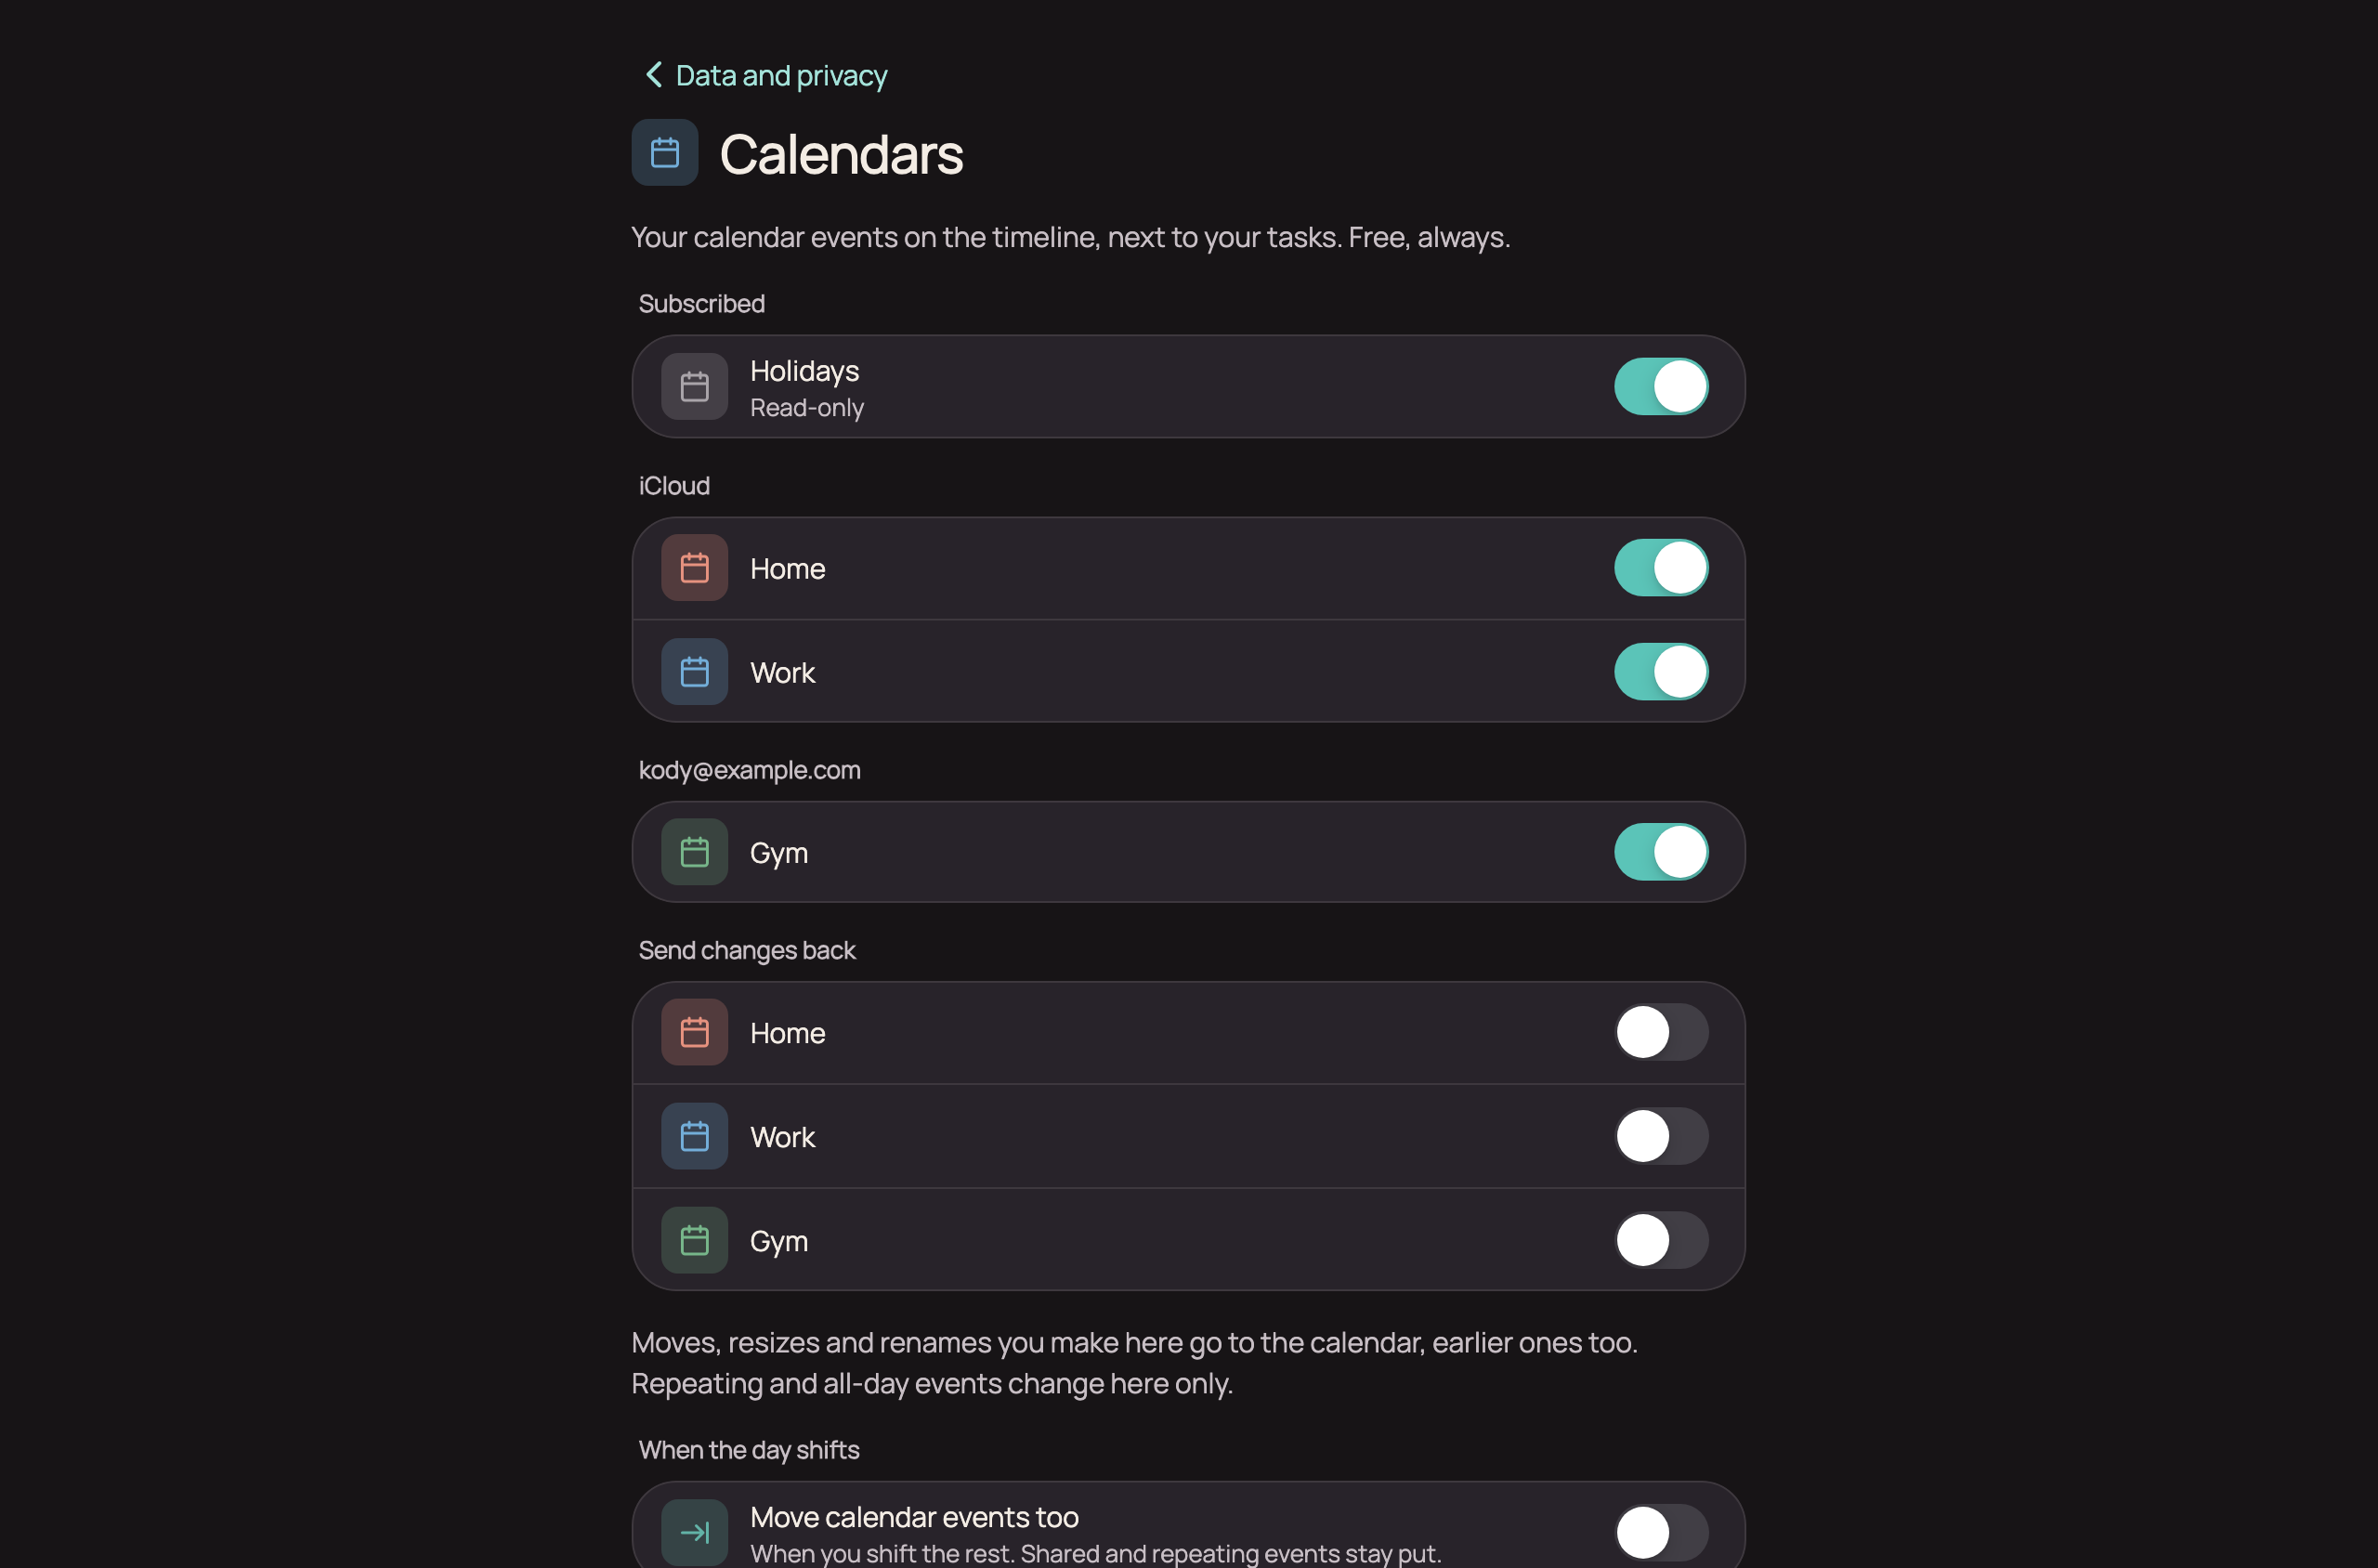 Data and privacy
Calendars
Your calendar events on the timeline, next to your tasks. Free, always.
Subscribed
Holidays
Read-only
iCloud
Home
Work
kody@example.com
Gym
Send changes back
Home
Work
Gym
Moves, resizes and renames you make here go to the calendar, earlier ones too.
Repeating and all-day events change here only.
When the day shifts
Move calendar events too
When you shift the rest. Shared and repeating events stay put.